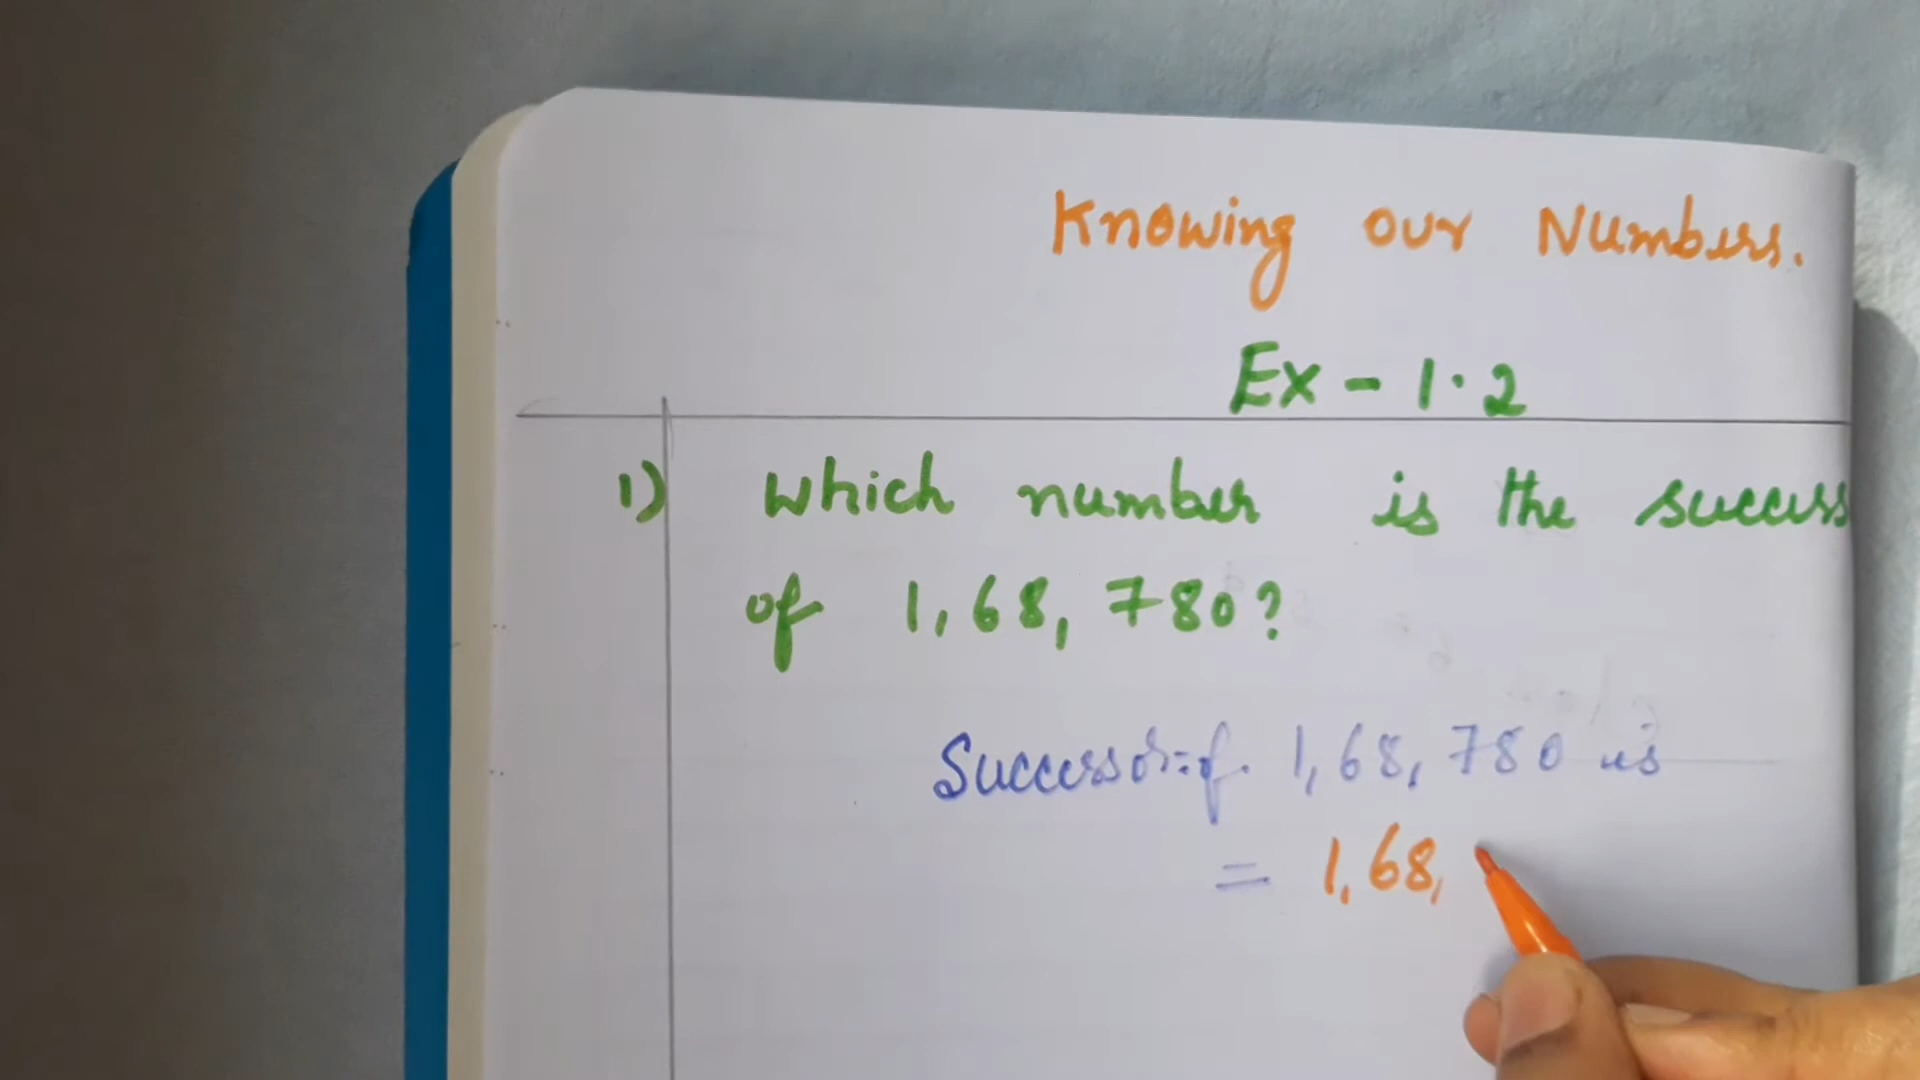 Knowing our Numbers.
Ex - 1.2
1) Which number is the success
of 1,68,780?
Successor of 1,68,780 is
= 1,68,